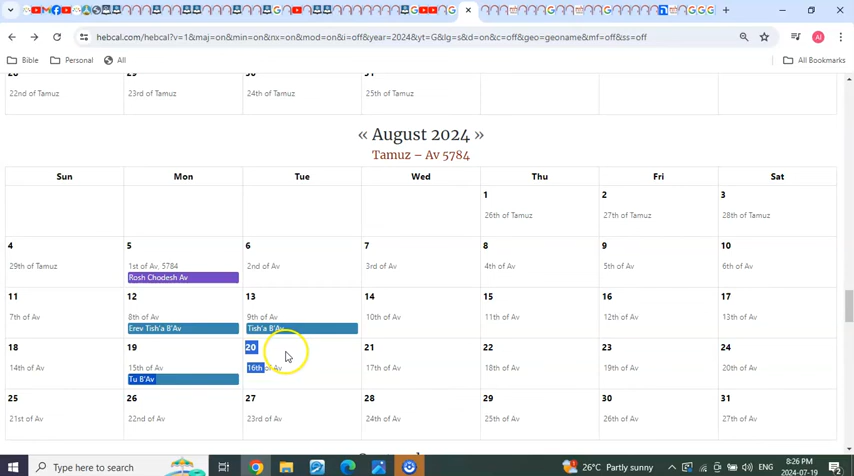 hebcal.com/hebcal?v=1&maj=on&min=on&nx=on&mod=on&i=off&year=2024&yt=G&lg=s&d=on&c=off&geo=geoname&mf=off&ss=off
AI
Bible Personal All All Bookmarks
28 29 30 31
22nd of Tamuz 23rd of Tamuz 24th of Tamuz 25th of Tamuz
« August 2024 »
Tamuz – Av 5784
Sun Mon Tue Wed Thu Fri Sat
1 2 3
26th of Tamuz 27th of Tamuz 28th of Tamuz
4 5 6 7 8 9 10
29th of Tamuz 1st of Av, 5784 2nd of Av 3rd of Av 4th of Av 5th of Av 6th of Av
Rosh Chodesh Av
11 12 13 14 15 16 17
7th of Av 8th of Av 9th of Av 10th of Av 11th of Av 12th of Av 13th of Av
Erev Tish'a B'Av Tish'a B'Av
18 19 20 21 22 23 24
14th of Av 15th of Av 16th of Av 17th of Av 18th of Av 19th of Av 20th of Av
Tu B'Av
25 26 27 28 29 30 31
21st of Av 22nd of Av 23rd of Av 24th of Av 25th of Av 26th of Av 27th of Av
Type here to search
26°C Partly sunny
ENG
8:26 PM
2024-07-19
2